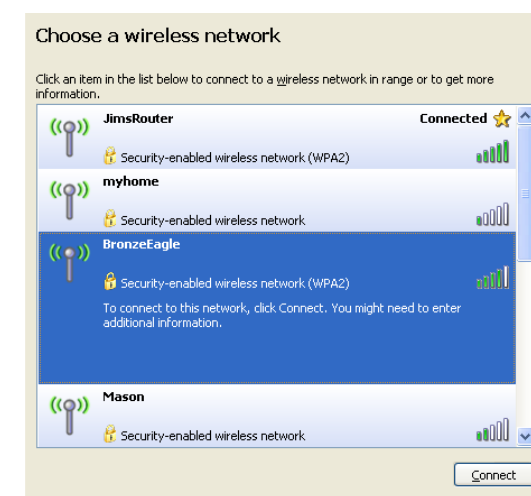 Choose a wireless network
Click an item in the list below to connect to a wireless network in range or to get more
information.
JimsRouter Connected
Security-enabled wireless network (WPA2)
myhome
Security-enabled wireless network
BronzeEagle
Security-enabled wireless network (WPA2)
To connect to this network, click Connect. You might need to enter
additional information.
Mason
Security-enabled wireless network
Connect